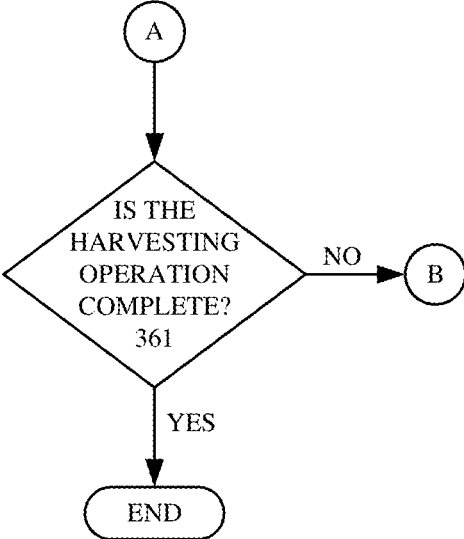 A
IS THE
HARVESTING
OPERATION
COMPLETE?
361
NO
B
YES
END